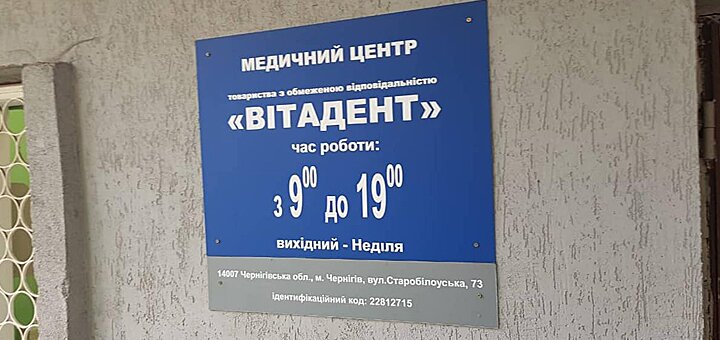 МЕДИЧНИЙ ЦЕНТР
товариства з обмеженою відповідальністю
«ВІТАДЕНТ»
час роботи:
з 9⁰⁰ до 19⁰⁰
вихідний - Неділя
14007 Чернігівська обл., м. Чернігів, вул.Старобілоуська, 73
ідентифікаційний код: 22812715